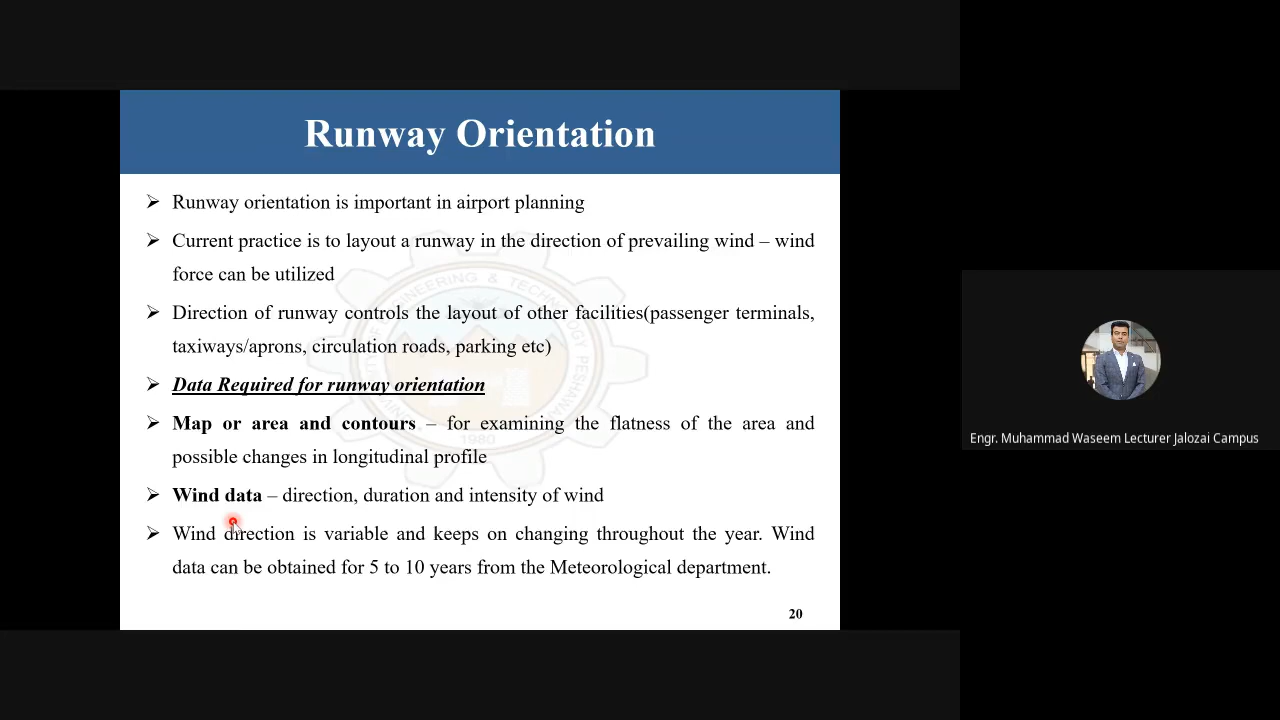 Runway Orientation
➢ Runway orientation is important in airport planning
➢ Current practice is to layout a runway in the direction of prevailing wind – wind
force can be utilized
➢ Direction of runway controls the layout of other facilities(passenger terminals,
taxiways/aprons, circulation roads, parking etc)
➢ Data Required for runway orientation
➢ Map or area and contours – for examining the flatness of the area and
possible changes in longitudinal profile
➢ Wind data – direction, duration and intensity of wind
➢ Wind direction is variable and keeps on changing throughout the year. Wind
data can be obtained for 5 to 10 years from the Meteorological department.
20
1980
Engr. Muhammad Waseem Lecturer Jalozai Campus